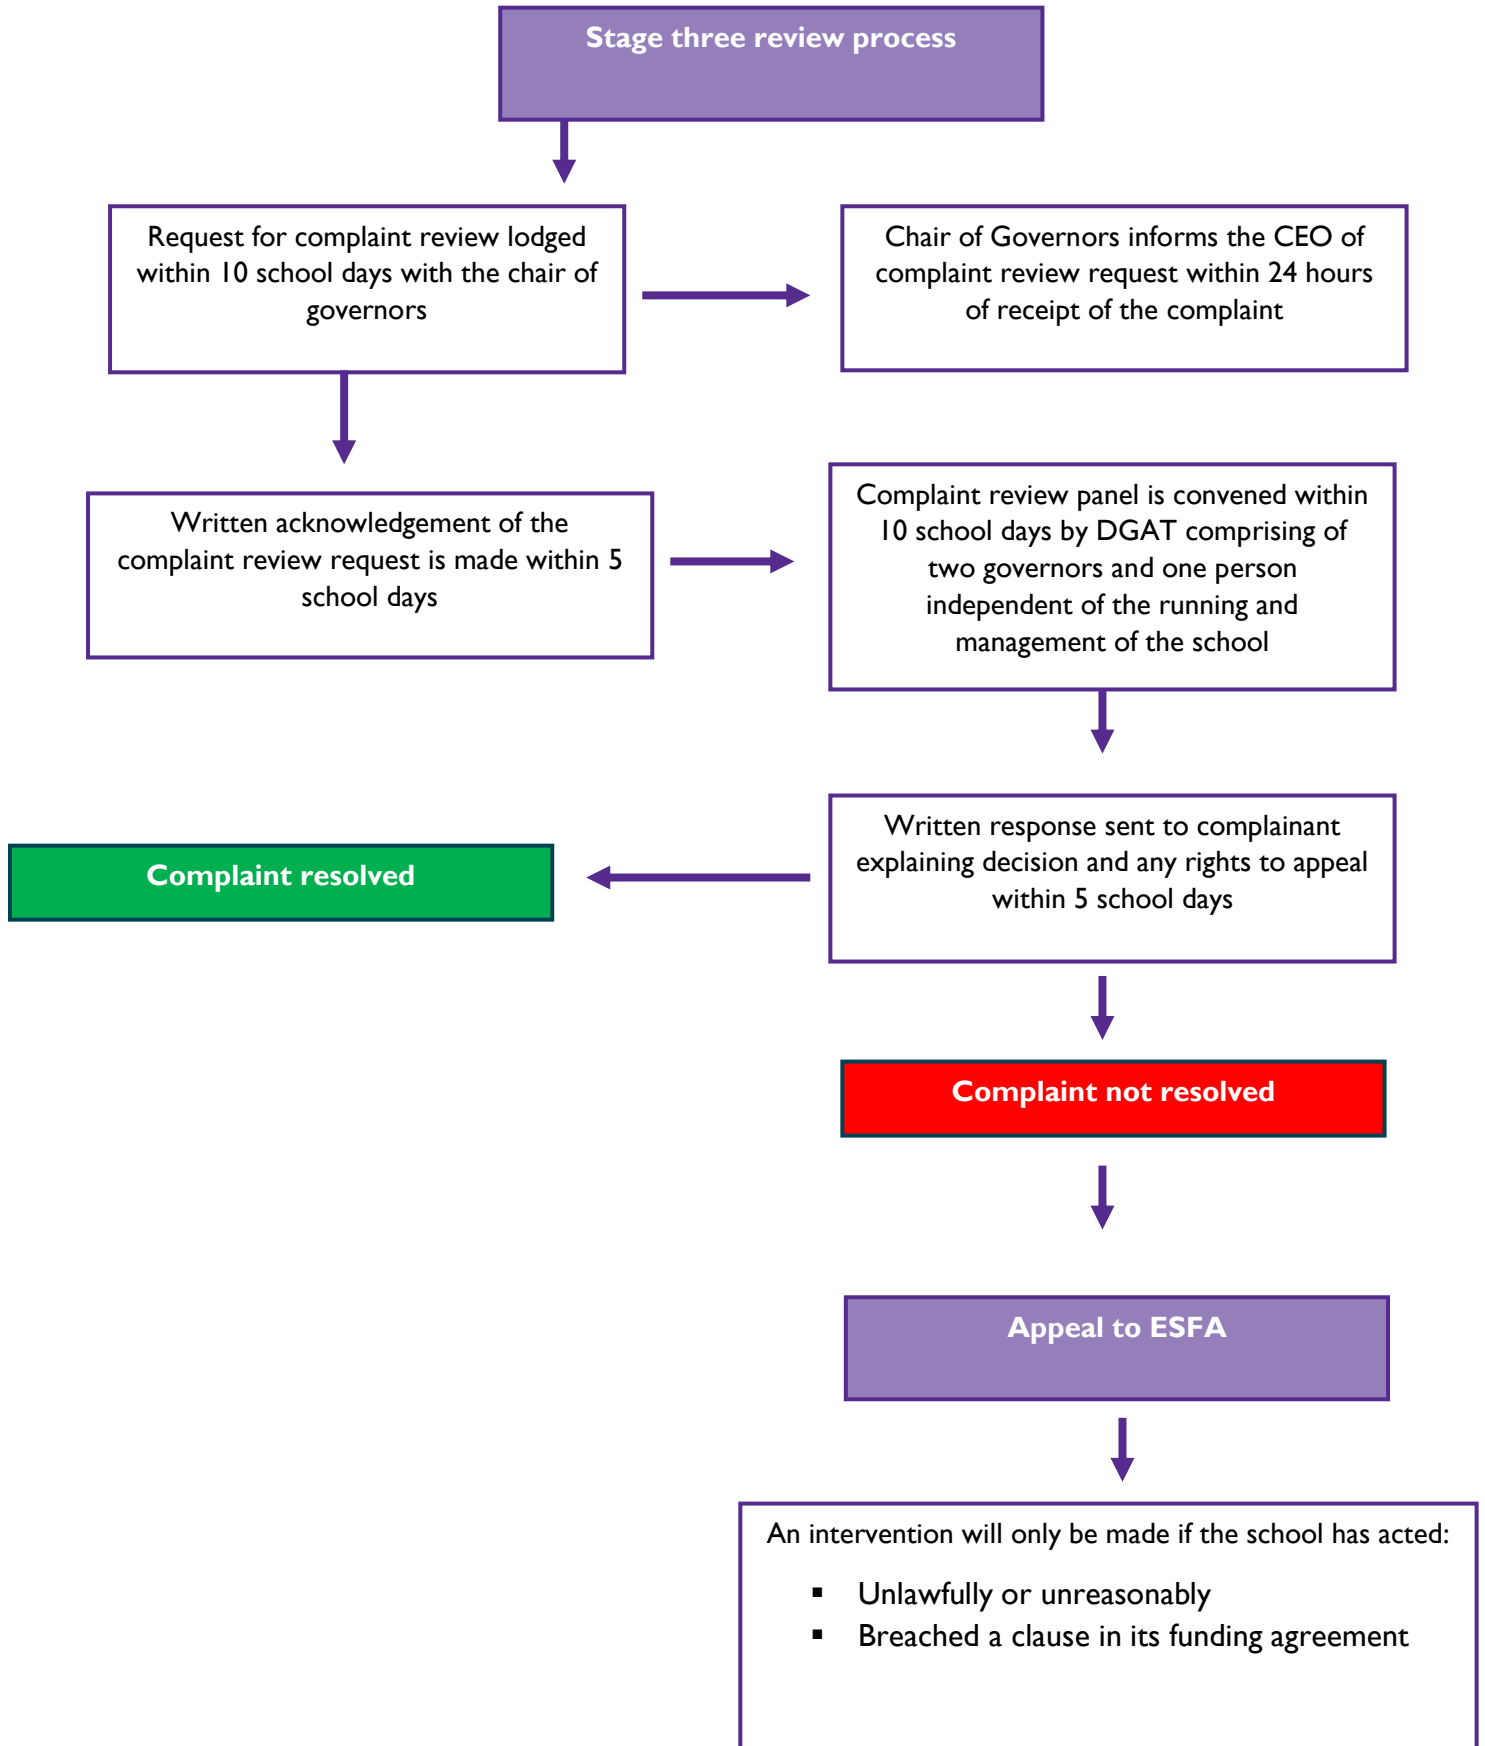 Stage three review process
Request for complaint review lodged
within 10 school days with the chair of
governors
Chair of Governors informs the CEO of
complaint review request within 24 hours
of receipt of the complaint
Written acknowledgement of the
complaint review request is made within 5
school days
Complaint review panel is convened within
10 school days by DGAT comprising of
two governors and one person
independent of the running and
management of the school
Written response sent to complainant
explaining decision and any rights to appeal
within 5 school days
Complaint resolved
Complaint not resolved
Appeal to ESFA
An intervention will only be made if the school has acted:
▪ Unlawfully or unreasonably
▪ Breached a clause in its funding agreement